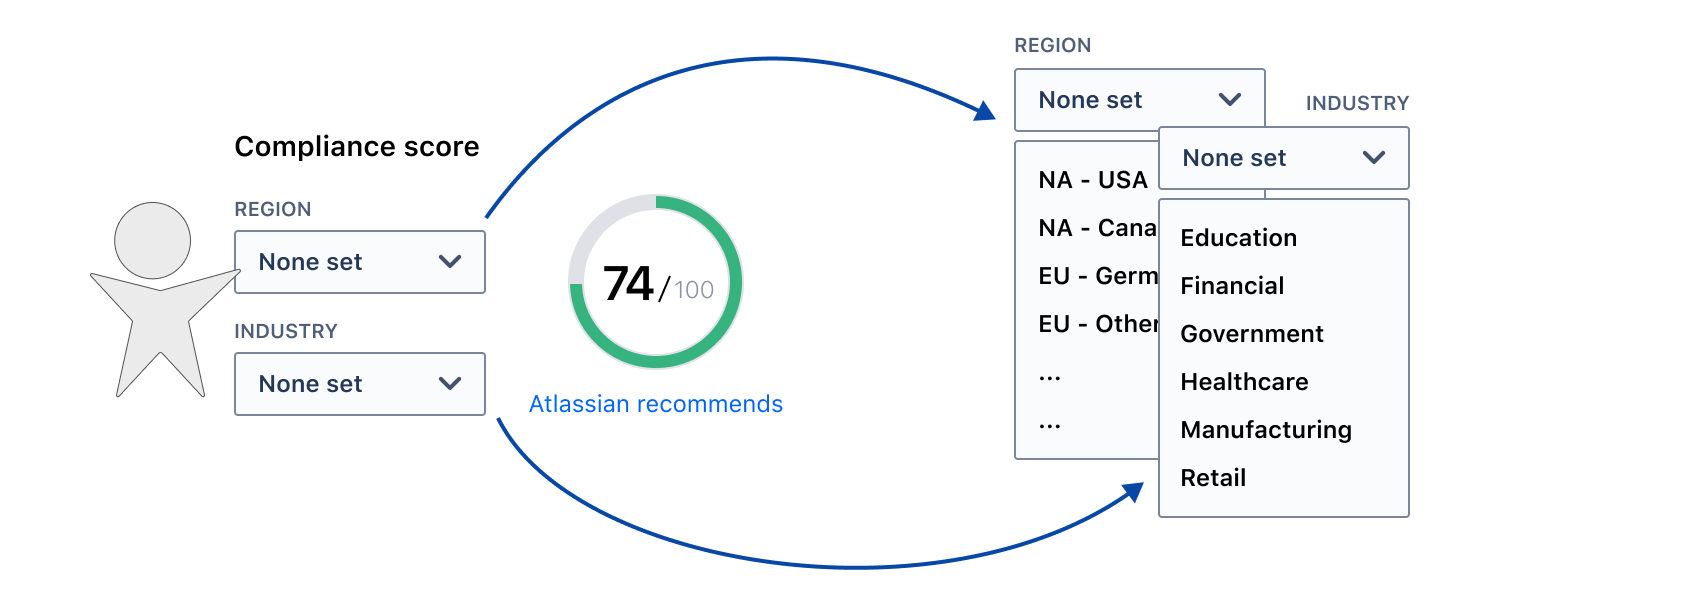 Compliance score
REGION
None set
INDUSTRY
None set
74/100
Atlassian recommends
REGION
None set
NA - USA
NA - Cana
EU - Germ
EU - Other
...
...
INDUSTRY
None set
Education
Financial
Government
Healthcare
Manufacturing
Retail